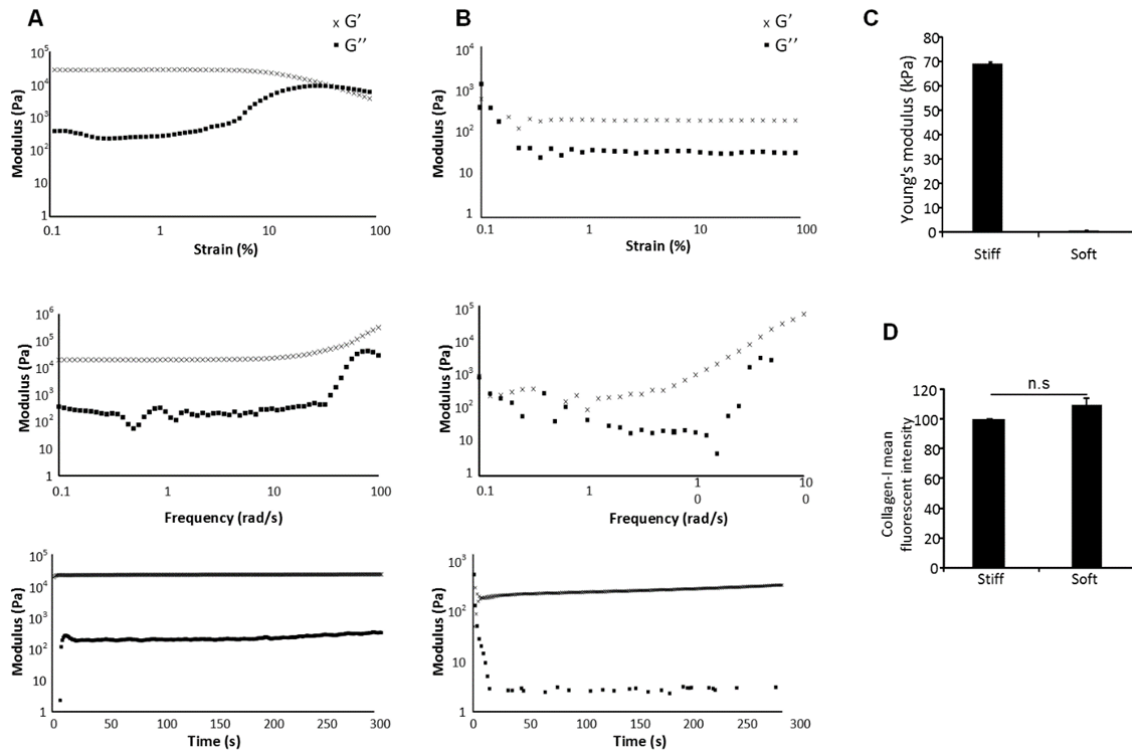 A
× G′
■ G′′
10⁵
10⁴
10³
10²
10
1
Modulus (Pa)
0.1 1 10 100
Strain (%)
B
× G′
■ G′′
10⁴
10³
10²
10
1
Modulus (Pa)
0.1 1 10 100
Strain (%)
C
80
70
60
50
40
30
20
10
0
Young's modulus (kPa)
Stiff Soft
10⁶
10⁵
10⁴
10³
10²
10
1
Modulus (Pa)
0.1 1 10 100
Frequency (rad/s)
10⁵
10⁴
10³
10²
10
1
Modulus (Pa)
0.1 1 1 10
0 0
Frequency (rad/s)
D
n.s
120
100
80
60
40
20
0
Collagen-I mean
fluorescent intensity
Stiff Soft
10⁵
10⁴
10³
10²
10
1
Modulus (Pa)
0 50 100 150 200 250 300
Time (s)
10³
10²
10
1
Modulus (Pa)
0 50 100 150 200 250 300
Time (s)